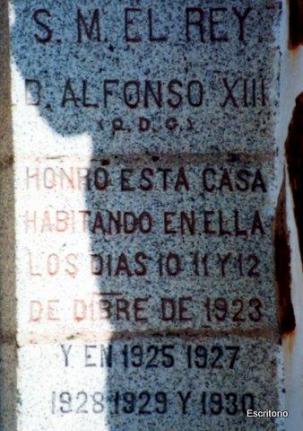 S. M. EL REY.
D. ALFONSO XIII
(Q. D. G.)
HONRÓ ESTA CASA
HABITANDO EN ELLA
LOS DIAS 10 11 Y 12
DE DIBRE DE 1923
Y EN 1925 1927
1928 1929 Y 1930
Escritorio